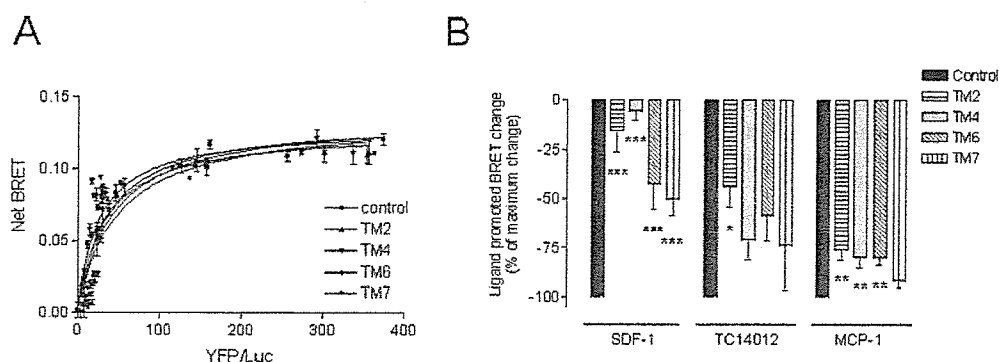 A
Net BRET
0.15
0.10
0.05
0.00
0
100
200
300
400
YFP/Luc
control
TM2
TM4
TM6
TM7
B
Control
TM2
TM4
TM6
TM7
Ligand promoted BRET change
(% of maximum change)
0
-25
-50
-75
-100
***
***
***
***
*
**
**
**
SDF-1
TC14012
MCP-1